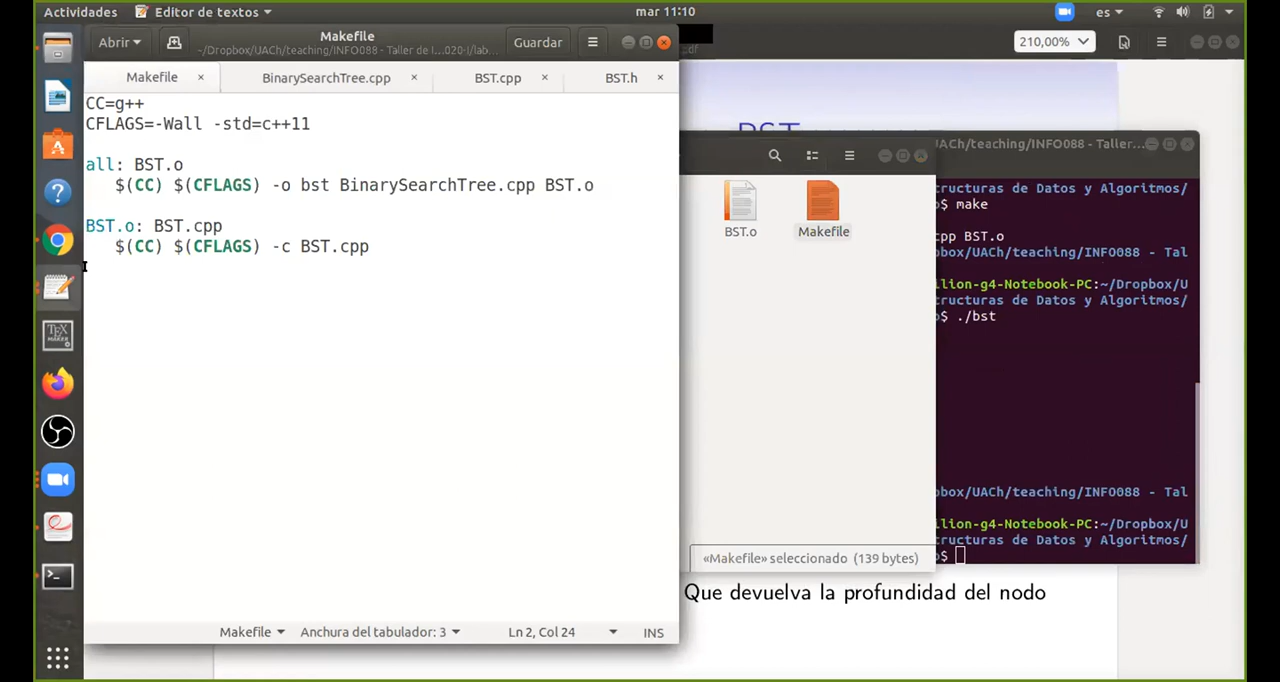 Actividades Editor de textos mar 11:10 es
Abrir Makefile Guardar
~/Dropbox/UACh/teaching/INFO088 - Taller de I...020-I/lab...
.pdf 210,00%
Makefile × BinarySearchTree.cpp × BST.cpp × BST.h ×
CC=g++
CFLAGS=-Wall -std=c++11
all: BST.o
$(CC) $(CFLAGS) -o bst BinarySearchTree.cpp BST.o
BST.o: BST.cpp
$(CC) $(CFLAGS) -c BST.cpp
Makefile Anchura del tabulador: 3 Ln 2, Col 24 INS
BST
BST.o Makefile
«Makefile» seleccionado (139 bytes)
ACh/teaching/INFO088 - Taller...
ructuras de Datos y Algoritmos/
o$ make
cpp BST.o
box/UACh/teaching/INFO088 - Tal
ilion-g4-Notebook-PC:~/Dropbox/U
ructuras de Datos y Algoritmos/
o$ ./bst
box/UACh/teaching/INFO088 - Tal
ilion-g4-Notebook-PC:~/Dropbox/U
ructuras de Datos y Algoritmos/
o$
Que devuelva la profundidad del nodo